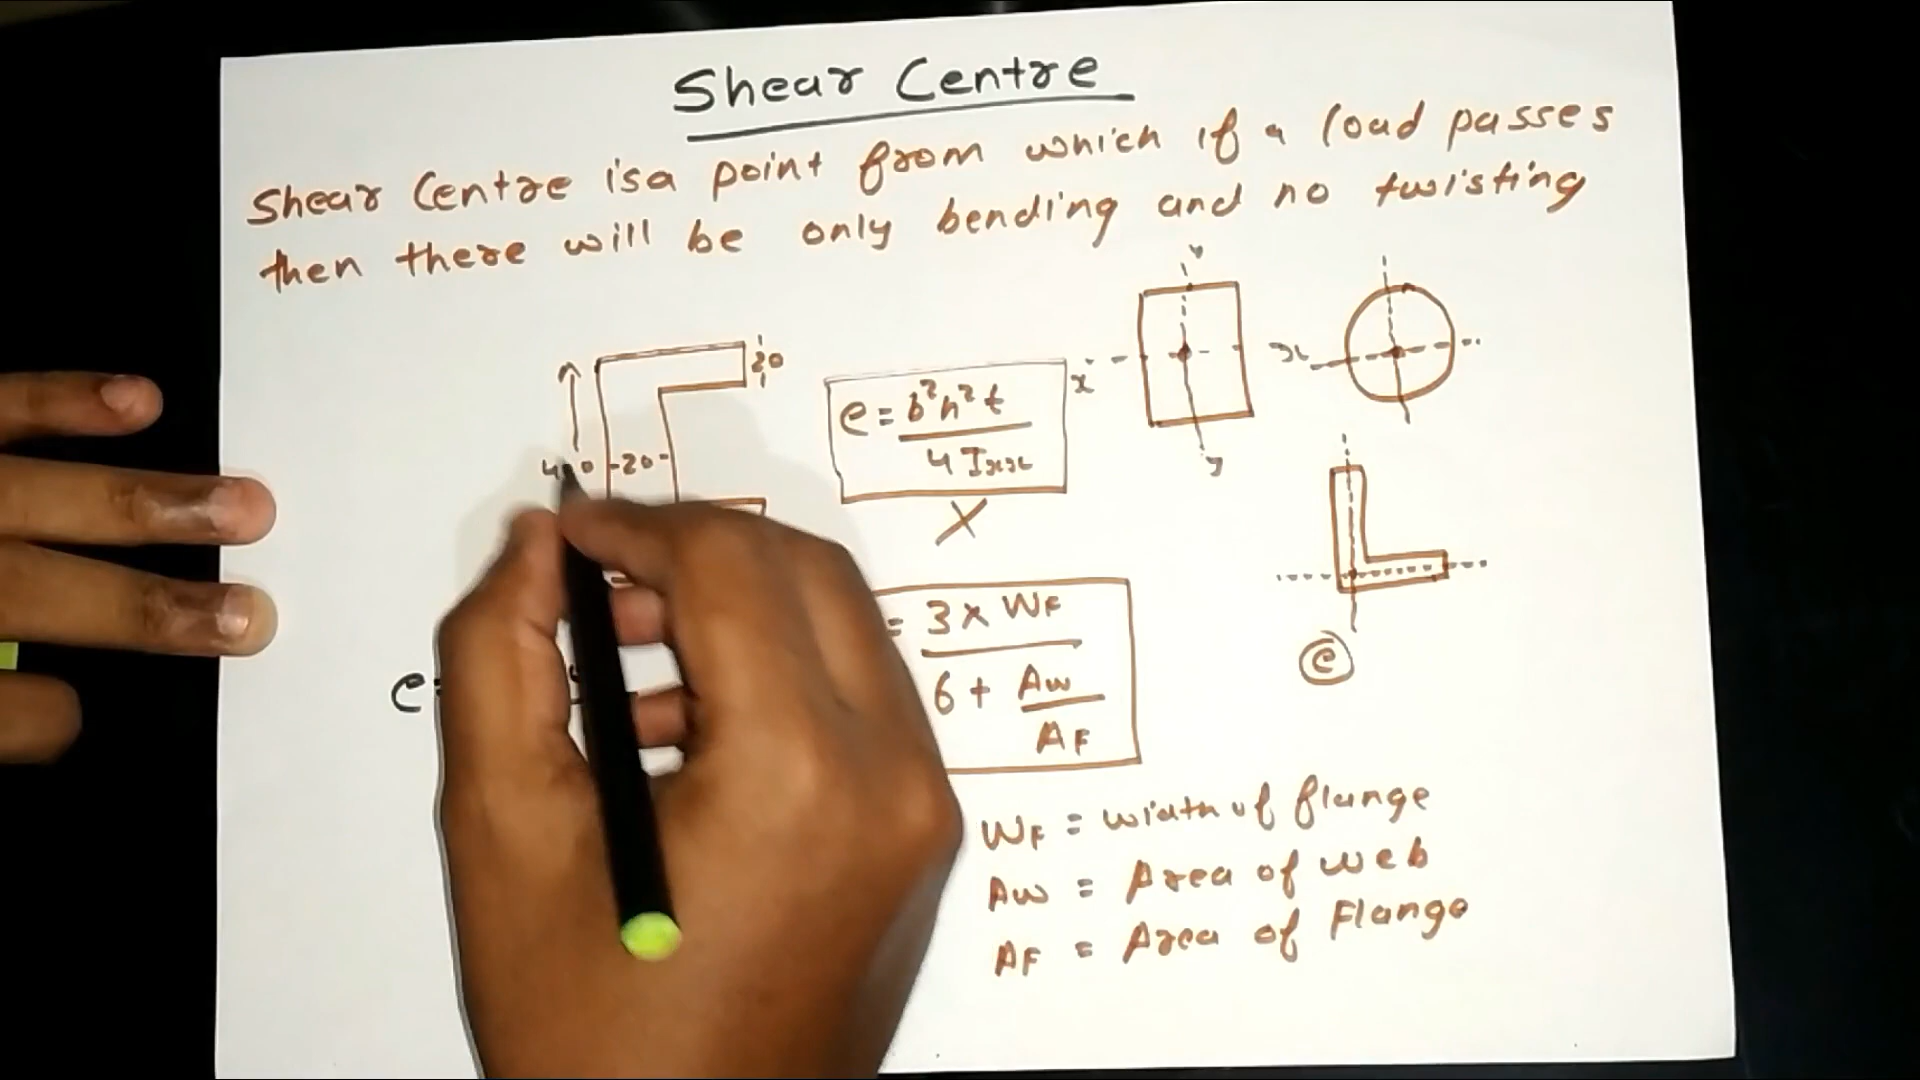 Shear Centre
Shear Centre is a point from which if a load passes
then there will be only bending and no twisting
20
-20-
e = b²h²t
4 Ixx
X
x
y
y
x
= 3 x WF
6 + Aw
AF
e
e
WF = width of flange
Aw = Area of web
AF = Area of Flange